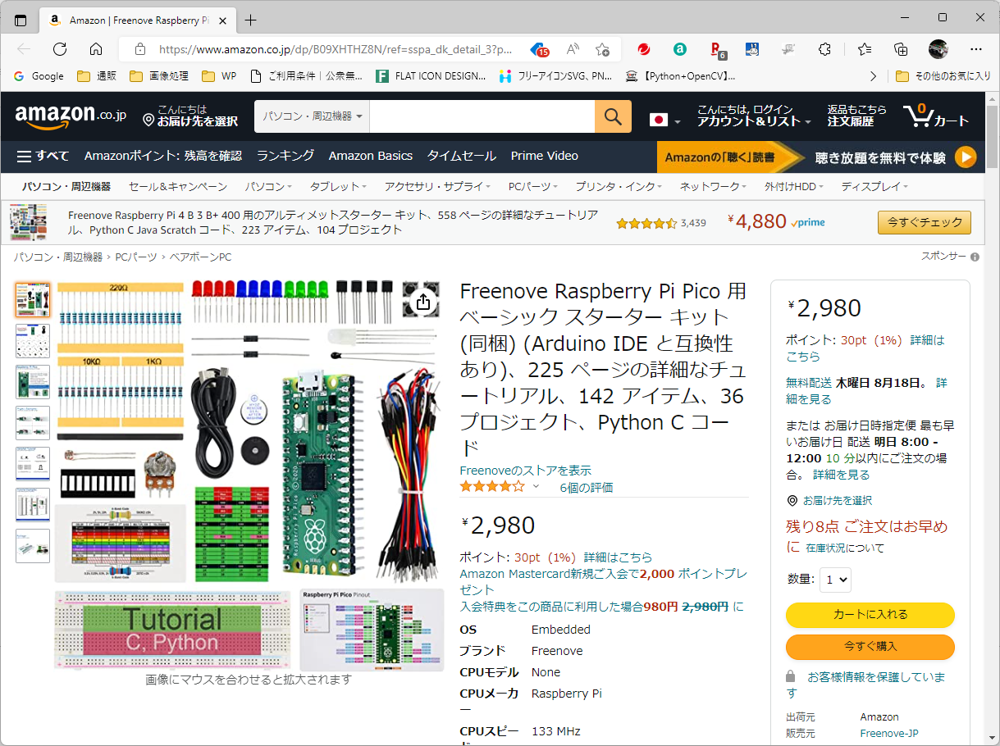 Amazon | Freenove Raspberry Pi
https://www.amazon.co.jp/dp/B09XHTHZ8N/ref=sspa_dk_detail_3?p...
15
6
Google
通販
画像処理
WP
ご利用条件 | 公衆無...
FLAT ICON DESIGN...
フリーアイコンSVG、PN...
【Python+OpenCV】...
その他のお気に入り
amazon.co.jp
こんにちは
お届け先を選択
パソコン・周辺機器
こんにちは, ログイン
アカウント&リスト
返品もこちら
注文履歴
0
カート
すべて
Amazonポイント: 残高を確認
ランキング
Amazon Basics
タイムセール
Prime Video
Amazonの「聴く」読書
聴き放題を無料で体験
パソコン・周辺機器
セール&キャンペーン
パソコン
タブレット
アクセサリ・サプライ
PCパーツ
プリンタ・インク
ネットワーク
外付けHDD
ディスプレイ
Freenove Raspberry Pi 4 B 3 B+ 400 用のアルティメットスターター キット、558 ページの詳細なチュートリア
ル、Python C Java Scratch コード、223 アイテム、104 プロジェクト
3,439
¥4,880
prime
今すぐチェック
パソコン・周辺機器 › PCパーツ › ベアボーンPC
スポンサー
220Ω
10KΩ
1KΩ
Raspberry Pi Pico Pinout
Tutorial
C, Python
画像にマウスを合わせると拡大されます
Freenove Raspberry Pi Pico 用
ベーシック スターター キット
(同梱) (Arduino IDE と互換性
あり)、225 ページの詳細なチュ
ートリアル、142 アイテム、36
プロジェクト、Python C コー
ド
Freenoveのストアを表示
6個の評価
¥2,980
ポイント: 30pt (1%) 詳細はこちら
Amazon Mastercard新規ご入会で2,000 ポイントプレ
ゼント
入会特典をこの商品に利用した場合980円 2,980円 に
OS Embedded
ブランド Freenove
CPUモデル None
CPUメーカ Raspberry Pi
ー
CPUスピー 133 MHz
¥2,980
ポイント: 30pt (1%) 詳細は
こちら
無料配送 木曜日 8月18日。 詳
細を見る
または お届け日時指定便 最も早
いお届け日 配送 明日 8:00 -
12:00 10 分以内にご注文の場
合。 詳細を見る
お届け先を選択
残り8点 ご注文はお早め
に 在庫状況について
数量: 1
カートに入れる
今すぐ購入
お客様情報を保護していま
す
出荷元 Amazon
販売元 Freenove-JP